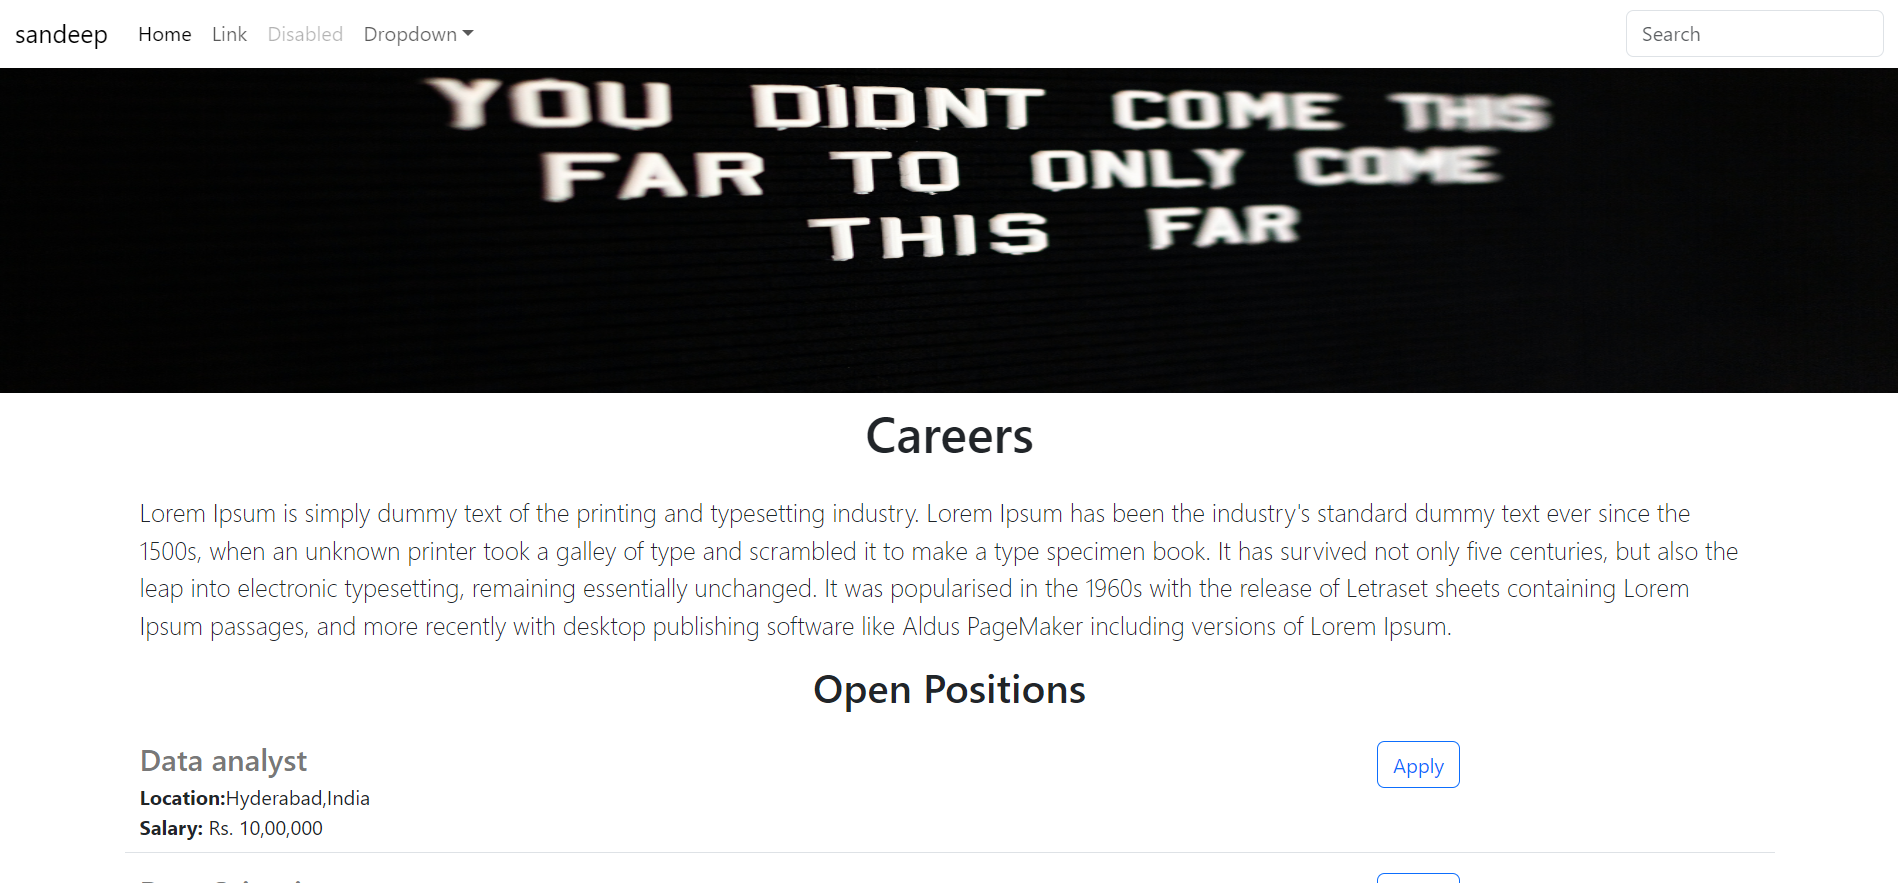 sandeep Home Link Disabled Dropdown Search
YOU DIDNT COME THIS
FAR TO ONLY COME
THIS FAR
Careers
Lorem Ipsum is simply dummy text of the printing and typesetting industry. Lorem Ipsum has been the industry's standard dummy text ever since the
1500s, when an unknown printer took a galley of type and scrambled it to make a type specimen book. It has survived not only five centuries, but also the
leap into electronic typesetting, remaining essentially unchanged. It was popularised in the 1960s with the release of Letraset sheets containing Lorem
Ipsum passages, and more recently with desktop publishing software like Aldus PageMaker including versions of Lorem Ipsum.
Open Positions
Data analyst Apply
Location:Hyderabad,India
Salary: Rs. 10,00,000